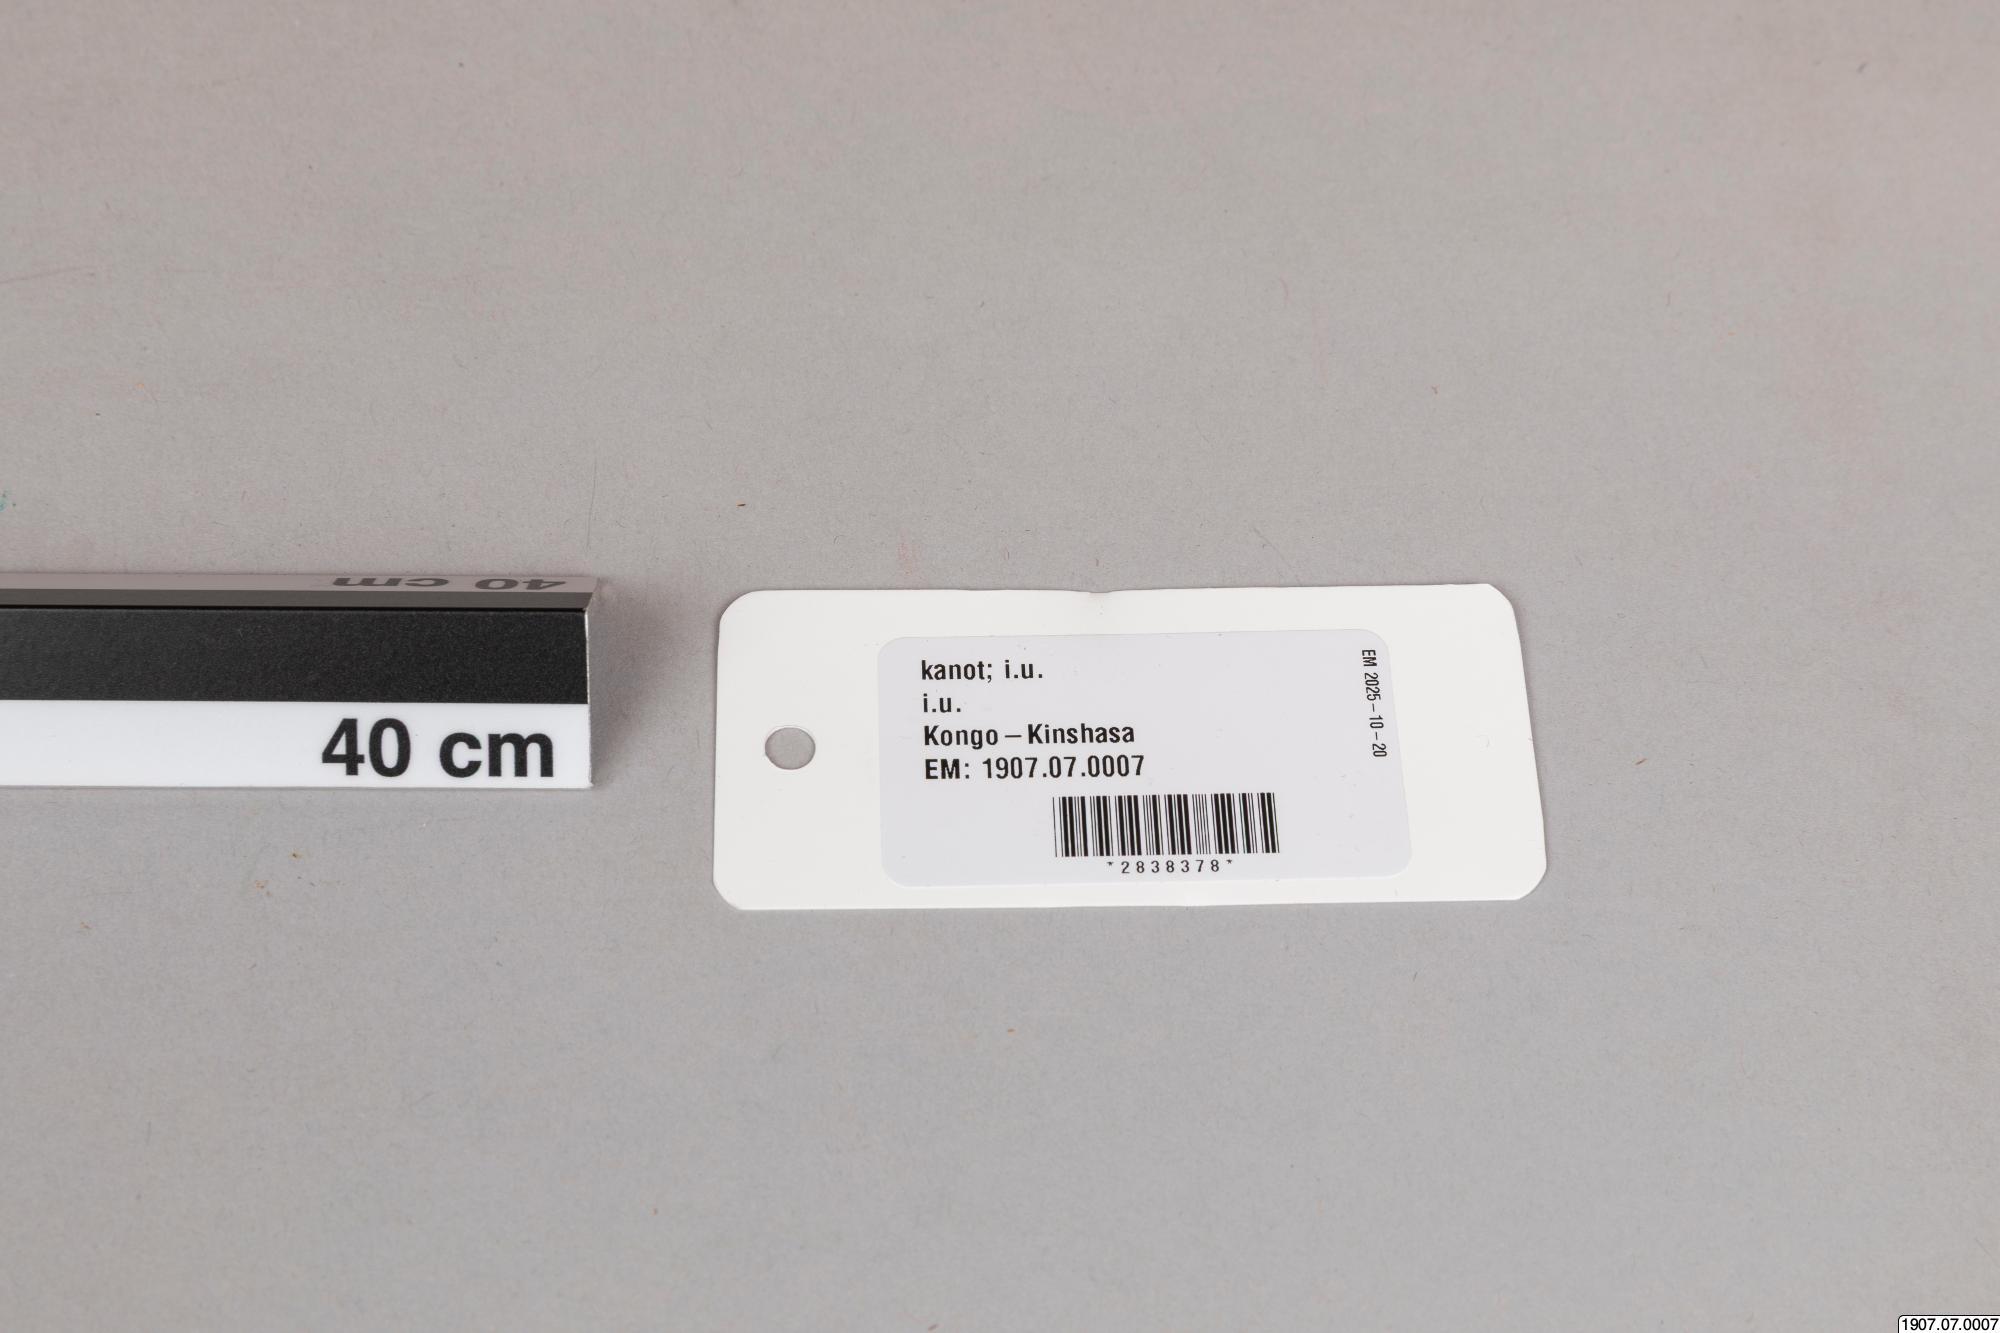 40 cm
40 cm
kanot; i.u.
i.u.
Kongo – Kinshasa
EM: 1907.07.0007
*2838378*
EM 2025-10-20
1907.07.0007